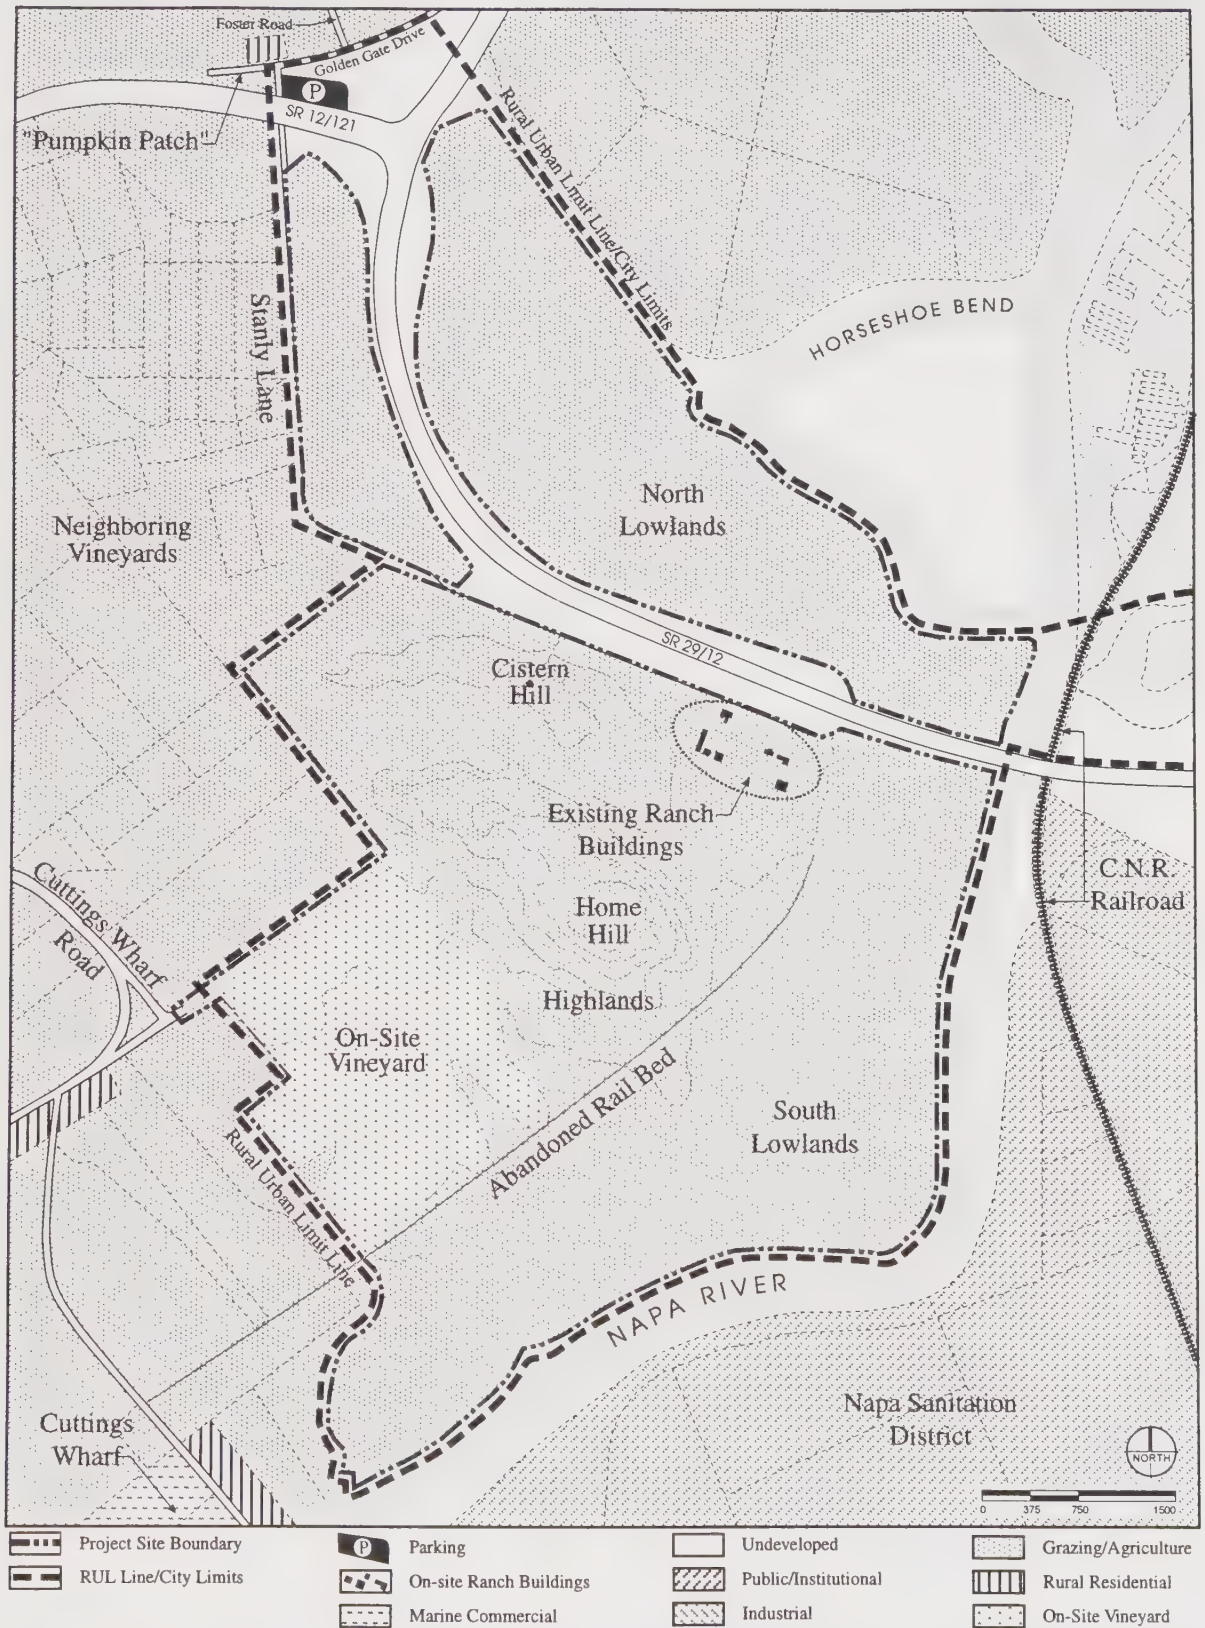 Foster Road
Golden Gate Drive
P
SR 12/121
"Pumpkin Patch"
Rural Urban Limit Line/City Limits
Stanly Lane
HORSESHOE BEND
North
Lowlands
Neighboring
Vineyards
SR 29/12
Cistern
Hill
Existing Ranch
Buildings
C.N.R.
Railroad
Cuttings Wharf
Road
Home
Hill
Highlands
On-Site
Vineyard
Abandoned Rail Bed
South
Lowlands
Rural Urban Limit Line
NAPA RIVER
Cuttings
Wharf
Napa Sanitation
District
NORTH
0 375 750 1500
Project Site Boundary
RUL Line/City Limits
P Parking
On-site Ranch Buildings
Marine Commercial
Undeveloped
Public/Institutional
Industrial
Grazing/Agriculture
Rural Residential
On-Site Vineyard